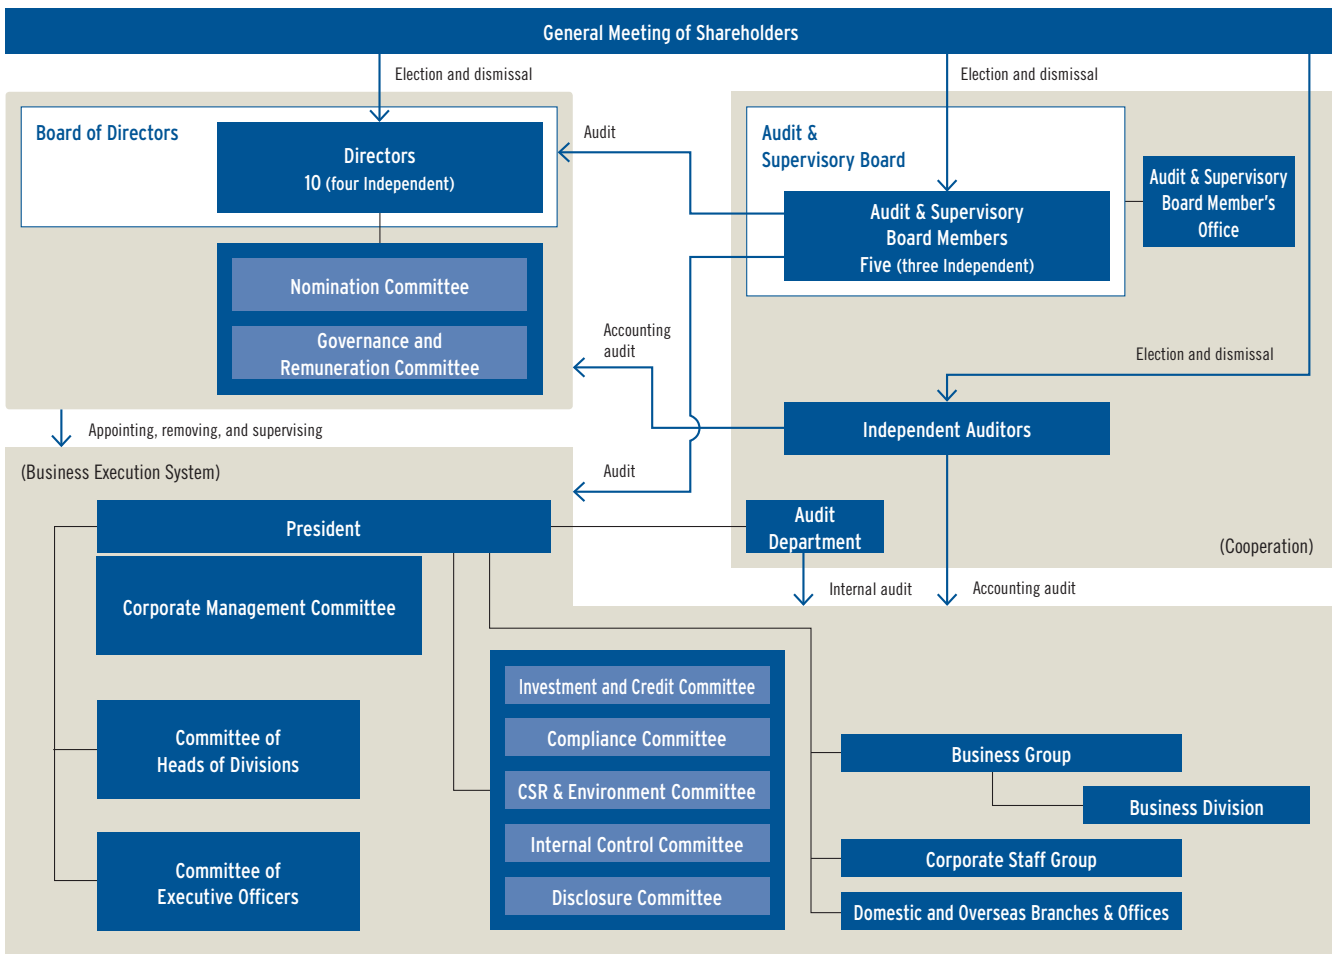 General Meeting of Shareholders
Election and dismissal
Election and dismissal
Board of Directors
Directors
10 (four Independent)
Audit
Audit &
Supervisory Board
Audit & Supervisory
Board Members
Five (three Independent)
Audit & Supervisory
Board Member's
Office
Nomination Committee
Governance and
Remuneration Committee
Accounting
audit
Election and dismissal
Independent Auditors
Appointing, removing, and supervising
(Business Execution System)
Audit
President
Audit
Department
(Cooperation)
Internal audit
Accounting audit
Corporate Management Committee
Committee of
Heads of Divisions
Committee of
Executive Officers
Investment and Credit Committee
Compliance Committee
CSR & Environment Committee
Internal Control Committee
Disclosure Committee
Business Group
Business Division
Corporate Staff Group
Domestic and Overseas Branches & Offices